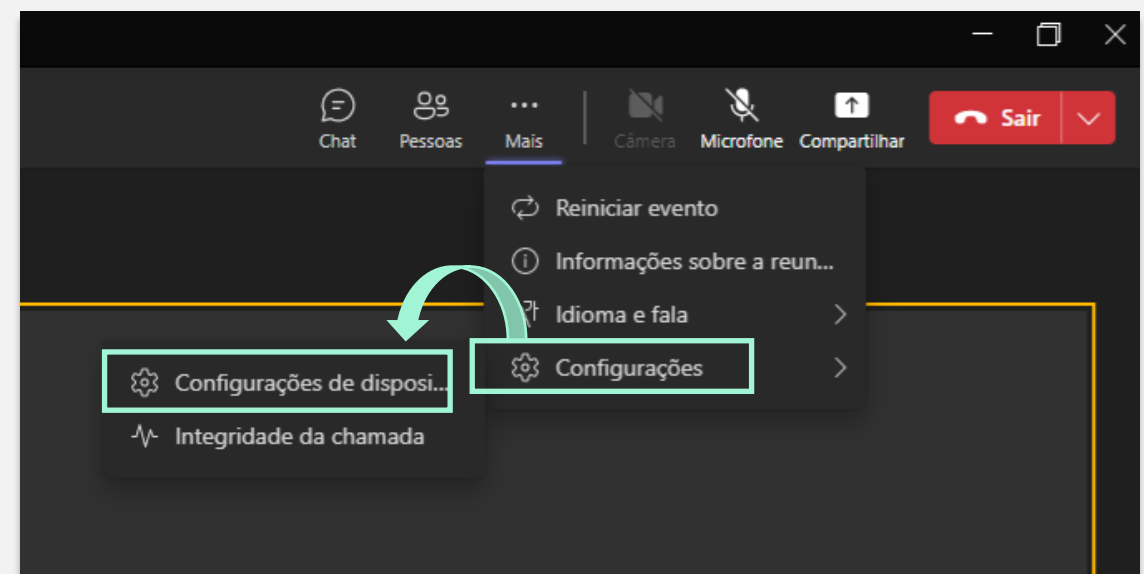 Chat
Pessoas
Mais
Câmera
Microfone
Compartilhar
Sair
Reiniciar evento
Informações sobre a reun...
Idioma e fala
Configurações
Configurações de disposi...
Integridade da chamada